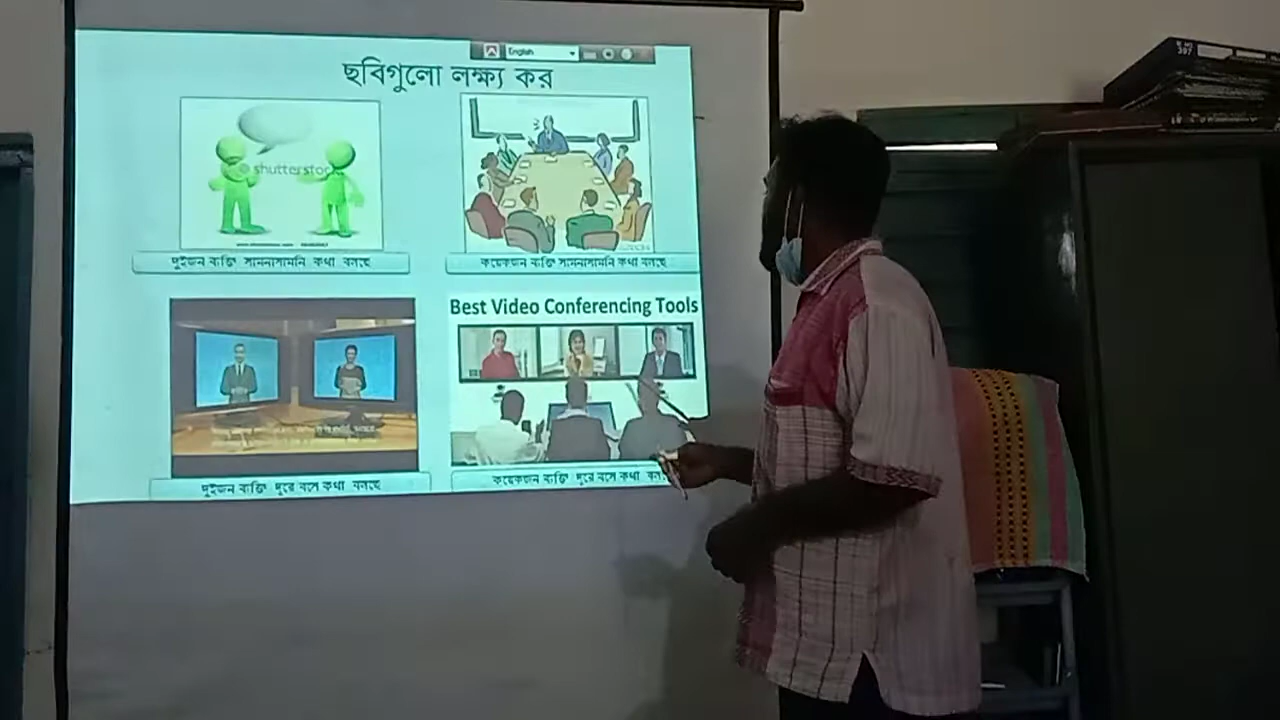 English
ছবিগুলো লক্ষ্য কর
shutterstock
দুইজন ব্যক্তি সামনাসামনি কথা বলছে
কয়েকজন ব্যক্তি সামনাসামনি কথা বলছে
Best Video Conferencing Tools
দুইজন ব্যক্তি দূরে বসে কথা বলছে
কয়েকজন ব্যক্তি দূরে বসে কথা